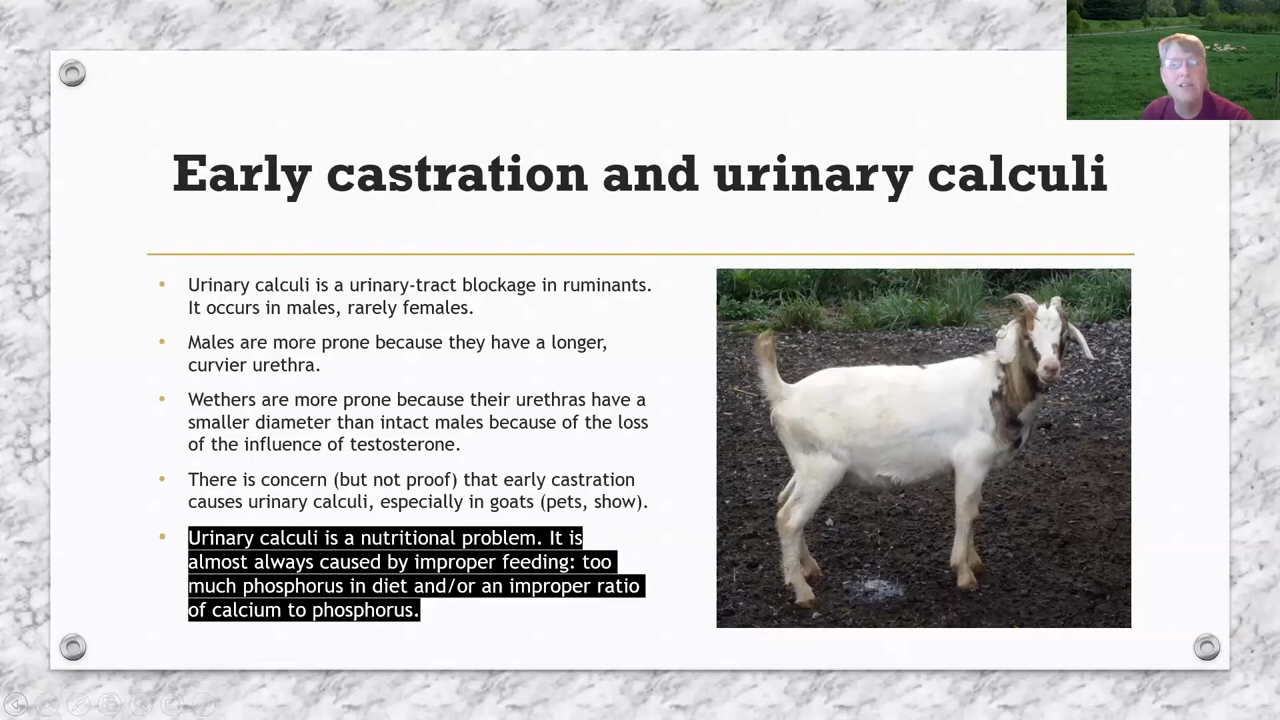 Early castration and urinary calculi
Urinary calculi is a urinary-tract blockage in ruminants.
It occurs in males, rarely females.
Males are more prone because they have a longer,
curvier urethra.
Wethers are more prone because their urethras have a
smaller diameter than intact males because of the loss
of the influence of testosterone.
There is concern (but not proof) that early castration
causes urinary calculi, especially in goats (pets, show).
Urinary calculi is a nutritional problem. It is
almost always caused by improper feeding: too
much phosphorus in diet and/or an improper ratio
of calcium to phosphorus.